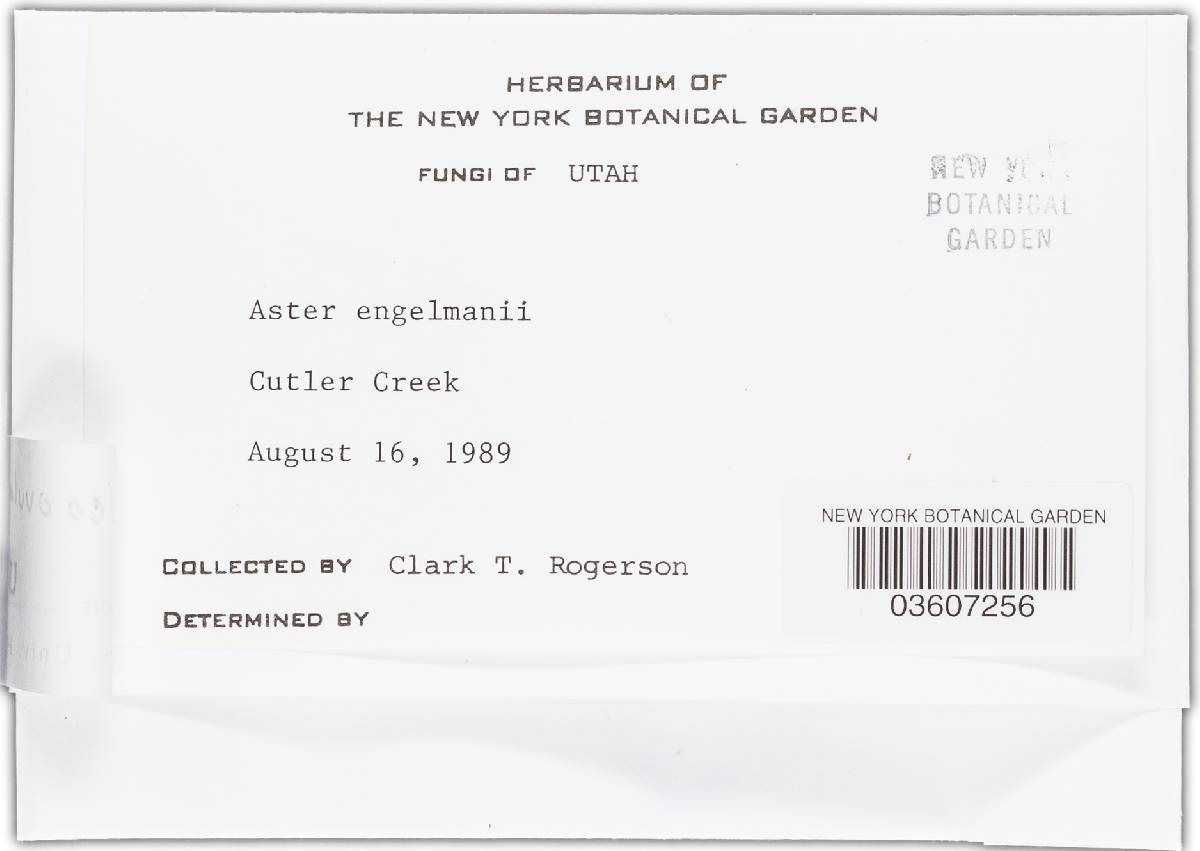 HERBARIUM OF
THE NEW YORK BOTANICAL GARDEN
FUNGI OF UTAH
NEW
BOTANICAL
GARDEN
Aster engelmanii
Cutler Creek
August 16, 1989
COLLECTED BY Clark T. Rogerson
DETERMINED BY
NEW YORK BOTANICAL GARDEN
03607256